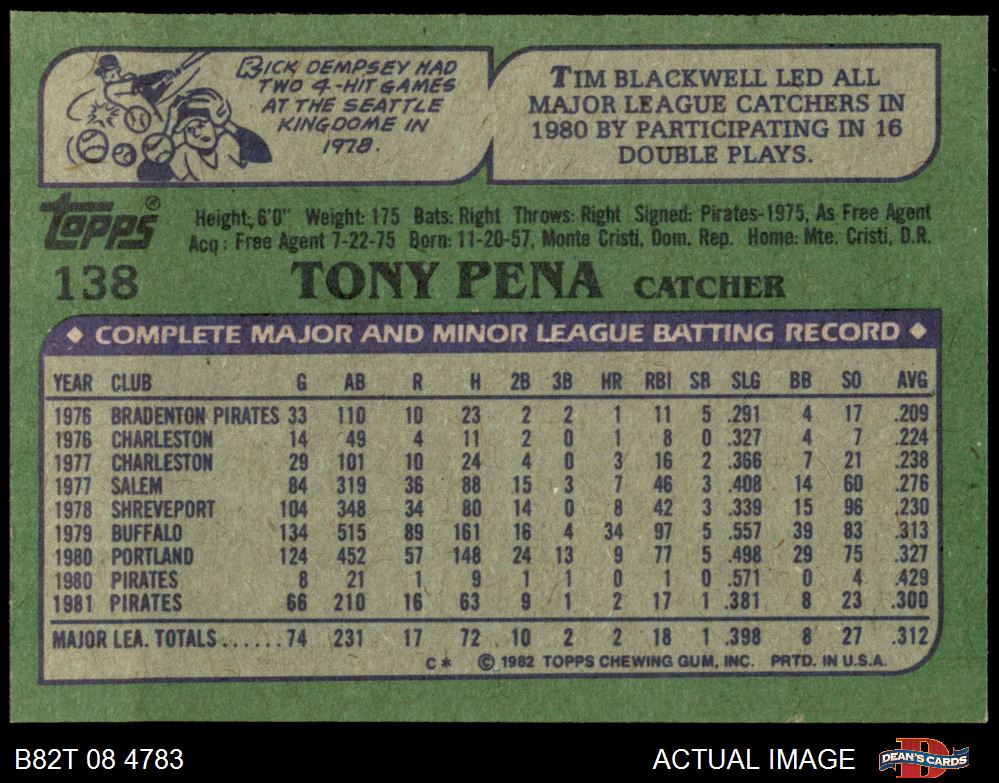 RICK DEMPSEY HAD
TWO 4-HIT GAMES
AT THE SEATTLE
KINGDOME IN
1978.
TIM BLACKWELL LED ALL
MAJOR LEAGUE CATCHERS IN
1980 BY PARTICIPATING IN 16
DOUBLE PLAYS.
TOPPS®
Height: 6'0" Weight: 175 Bats: Right Throws: Right Signed: Pirates-1975, As Free Agent
Acq: Free Agent 7-22-75 Born: 11-20-57, Monte Cristi, Dom. Rep. Home: Mte. Cristi, D.R.
138 TONY PENA CATCHER
◆ COMPLETE MAJOR AND MINOR LEAGUE BATTING RECORD ◆
YEAR CLUB G AB R H 2B 3B HR RBI SB SLG BB SO AVG
1976 BRADENTON PIRATES 33 110 10 23 2 2 1 11 5 .291 4 17 .209
1976 CHARLESTON 14 49 4 11 2 0 1 8 0 .327 4 7 .224
1977 CHARLESTON 29 101 10 24 4 0 3 16 2 .366 7 21 .238
1977 SALEM 84 319 36 88 15 3 7 46 3 .408 14 60 .276
1978 SHREVEPORT 104 348 34 80 14 0 8 42 3 .339 15 96 .230
1979 BUFFALO 134 515 89 161 16 4 34 97 5 .557 39 83 .313
1980 PORTLAND 124 452 57 148 24 13 9 77 5 .498 29 75 .327
1980 PIRATES 8 21 1 9 1 1 0 1 0 .571 0 4 .429
1981 PIRATES 66 210 16 63 9 1 2 17 1 .381 8 23 .300
MAJOR LEA. TOTALS......74 231 17 72 10 2 2 18 1 .398 8 27 .312
C* © 1982 TOPPS CHEWING GUM, INC. PRTD. IN U.S.A.
B82T 08 4783 ACTUAL IMAGE DEAN'S CARDS